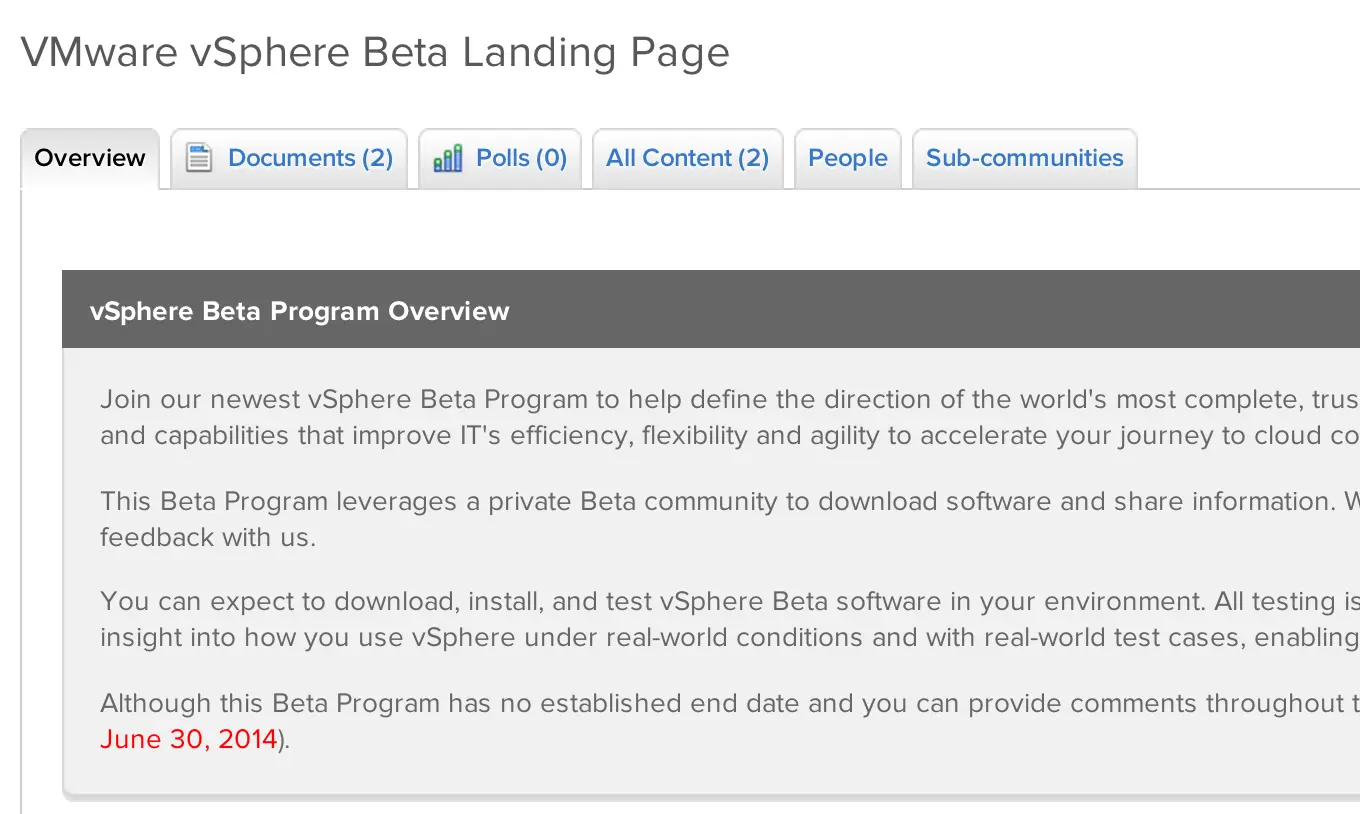 VMware vSphere Beta Landing Page
Overview Documents (2) Polls (0) All Content (2) People Sub-communities
vSphere Beta Program Overview
Join our newest vSphere Beta Program to help define the direction of the world's most complete, trus
and capabilities that improve IT's efficiency, flexibility and agility to accelerate your journey to cloud co
This Beta Program leverages a private Beta community to download software and share information. W
feedback with us.
You can expect to download, install, and test vSphere Beta software in your environment. All testing is
insight into how you use vSphere under real-world conditions and with real-world test cases, enabling
Although this Beta Program has no established end date and you can provide comments throughout t
June 30, 2014).